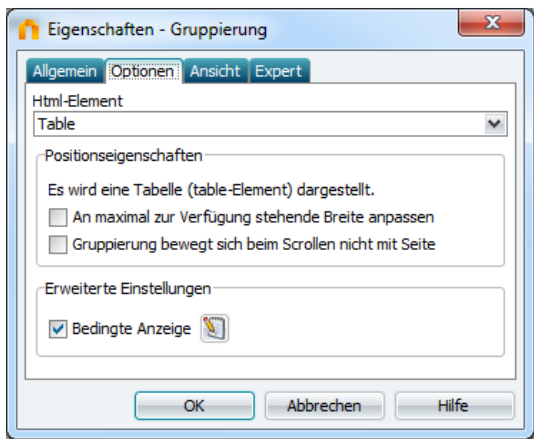 Eigenschaften - Gruppierung
Allgemein Optionen Ansicht Expert
Html-Element
Table
Positionseigenschaften
Es wird eine Tabelle (table-Element) dargestellt.
An maximal zur Verfügung stehende Breite anpassen
Gruppierung bewegt sich beim Scrollen nicht mit Seite
Erweiterte Einstellungen
Bedingte Anzeige
OK Abbrechen Hilfe